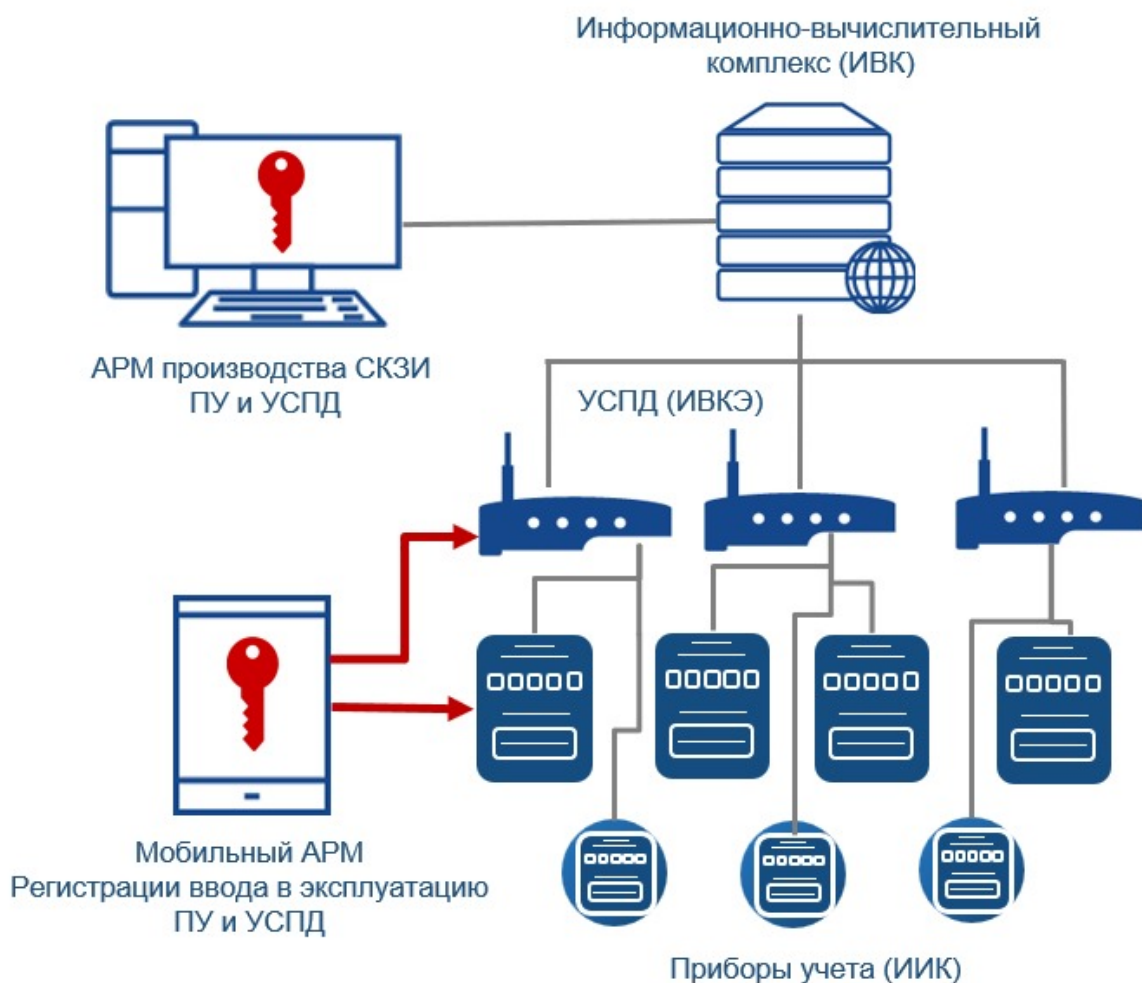 Информационно-вычислительный
комплекс (ИВК)
АРМ производства СКЗИ
ПУ и УСПД
УСПД (ИВКЭ)
Мобильный АРМ
Регистрации ввода в эксплуатацию
ПУ и УСПД
Приборы учета (ИИК)